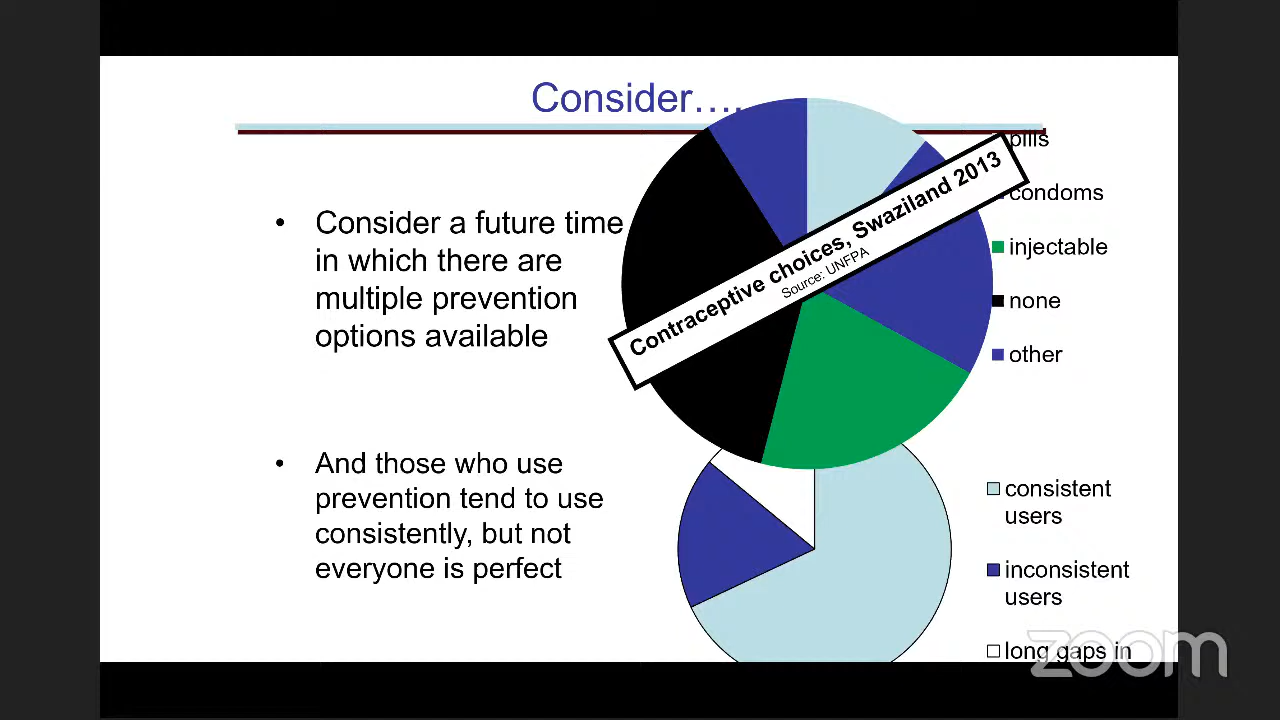 Consider….
• Consider a future time
in which there are
multiple prevention
options available
Contraceptive choices, Swaziland 2013
Source: UNFPA
pills
condoms
injectable
none
other
• And those who use
prevention tend to use
consistently, but not
everyone is perfect
consistent
users
inconsistent
users
long gaps in
zoom